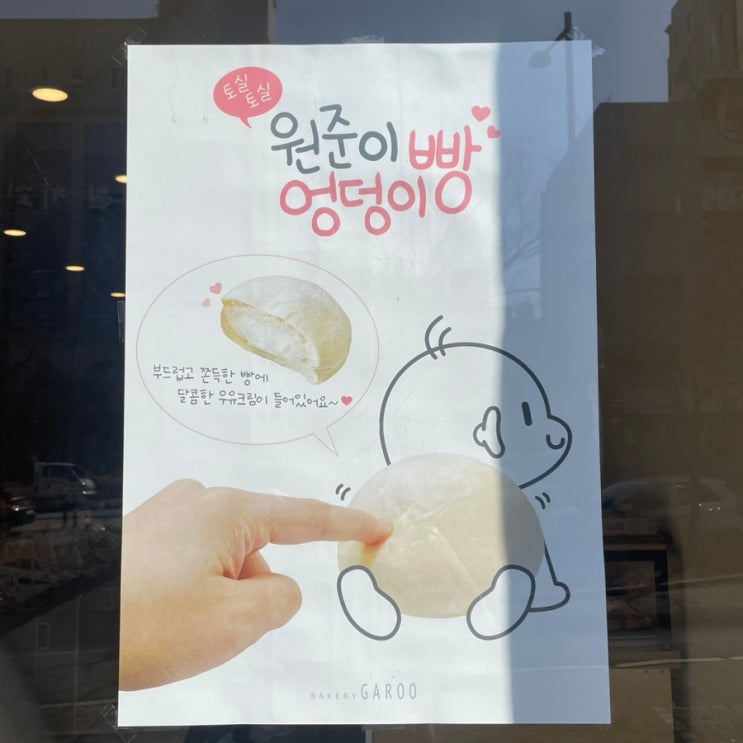 토실
토실
원준이 빵
엉덩이
부드럽고 쫀득한 빵에
달콤한 우유크림이 들어있어요~
BAKERY GAROO